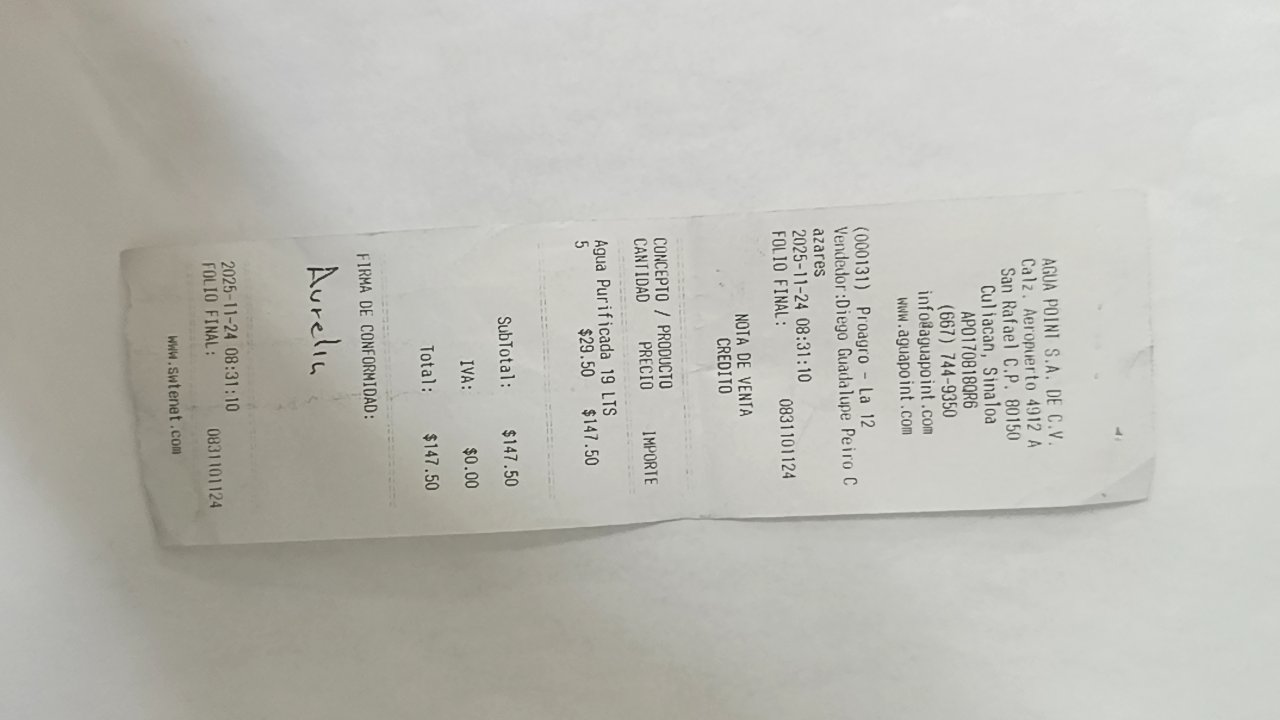 AGUA POINT S.A. DE C.V.
Calz. Aeropuerto 4912 A
San Rafael C.P. 80150
Culiacan, Sinaloa
APO170818QR6
(667) 744-9350
info@aguapoint.com
www.aguapoint.com
(000131) Proagro - La 12
Vendedor:Diego Guadalupe Peiro C
azares
2025-11-24 08:31:10
FOLIO FINAL: 0831101124
NOTA DE VENTA
CREDITO
CONCEPTO / PRODUCTO
CANTIDAD PRECIO IMPORTE
Agua Purificada 19 LTS
5 $29.50 $147.50
SubTotal: $147.50
IVA: $0.00
Total: $147.50
FIRMA DE CONFORMIDAD:
2025-11-24 08:31:10
FOLIO FINAL: 0831101124
www.swtenet.com